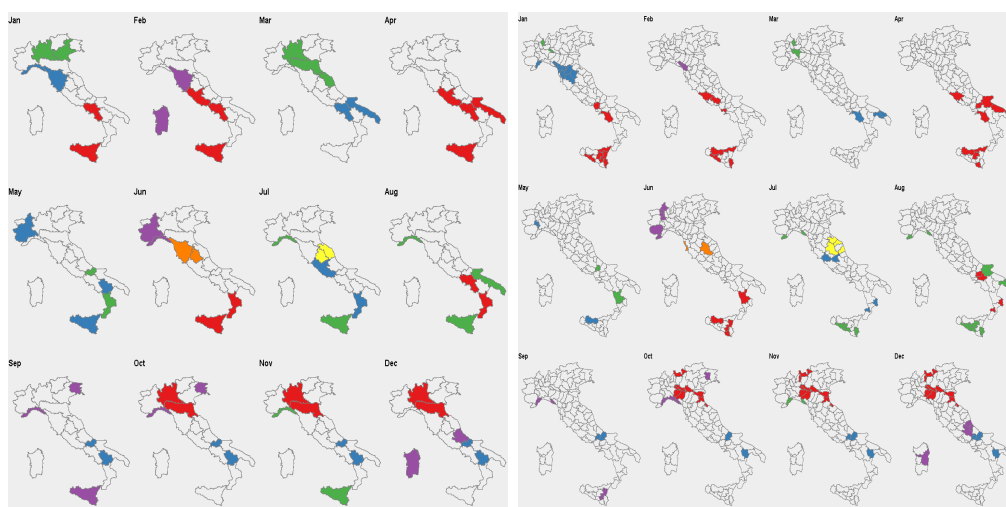 Jan Feb Mar Apr
May Jun Jul Aug
Sep Oct Nov Dec
Jan Feb Mar Apr
May Jun Jul Aug
Sep Oct Nov Dec